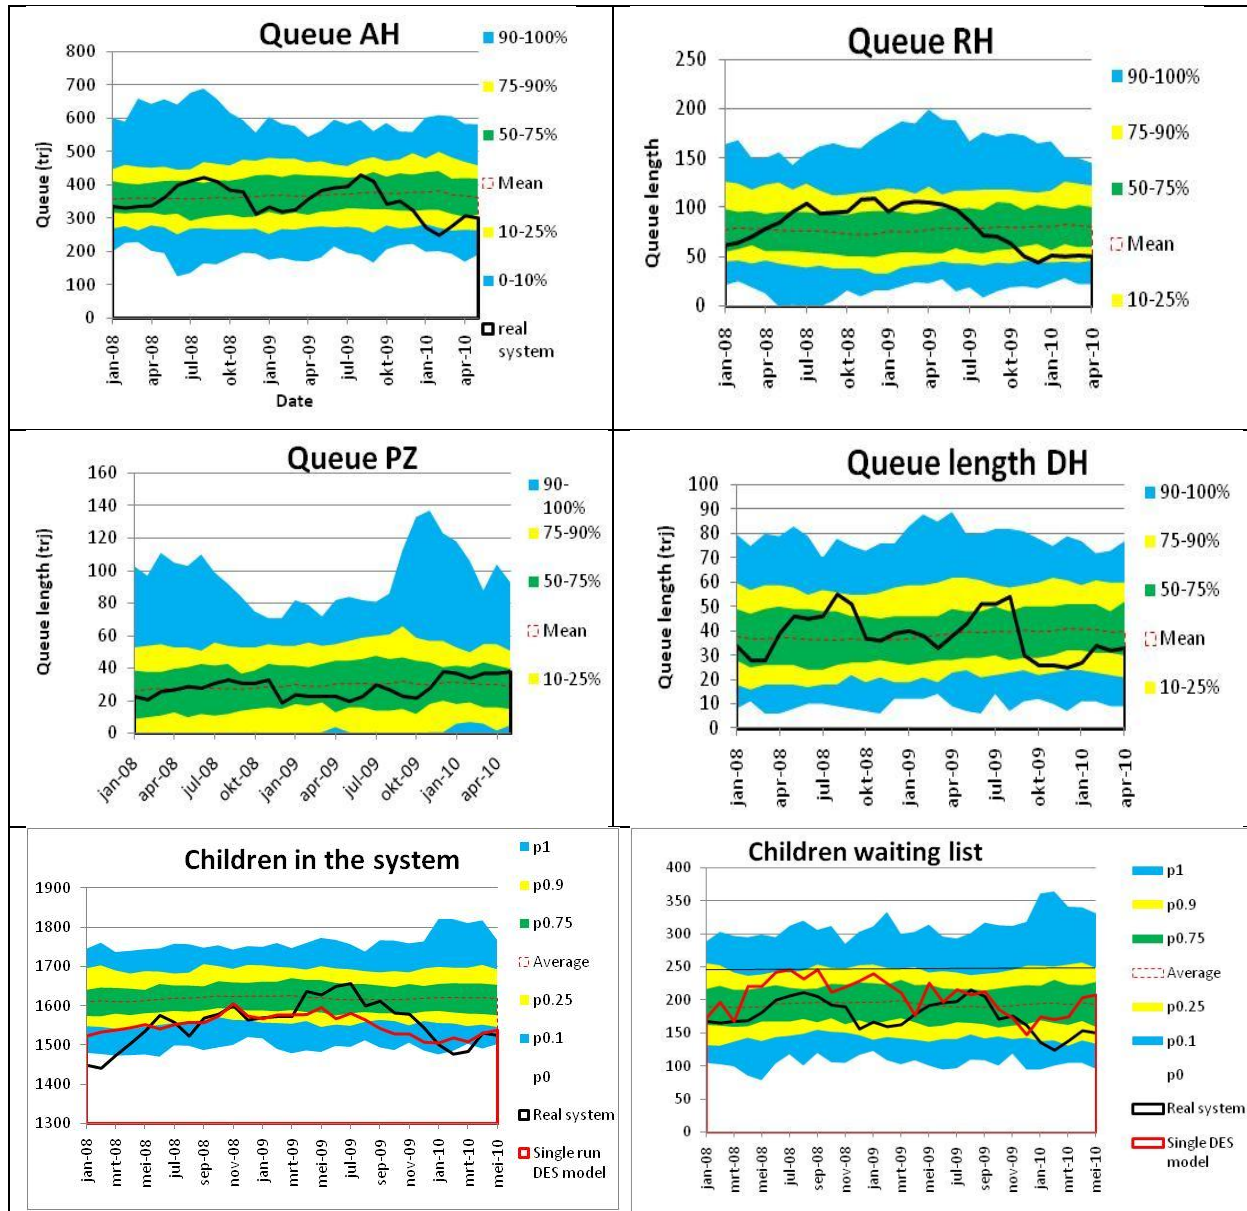 Queue AH
Queue (trj)
800
700
600
500
400
300
200
100
0
jan-08
apr-08
jul-08
okt-08
jan-09
apr-09
jul-09
okt-09
jan-10
apr-10
Date
90-100%
75-90%
50-75%
Mean
10-25%
0-10%
real
system
Queue RH
Queue length
250
200
150
100
50
0
jan-08
apr-08
jul-08
okt-08
jan-09
apr-09
jul-09
okt-09
jan-10
apr-10
90-100%
75-90%
50-75%
Mean
10-25%
Queue PZ
Queue length (trj)
160
140
120
100
80
60
40
20
0
jan-08
apr-08
jul-08
okt-08
jan-09
apr-09
jul-09
okt-09
jan-10
apr-10
90-
100%
75-90%
50-75%
Mean
10-25%
Queue length DH
Queue length (trj)
100
90
80
70
60
50
40
30
20
10
0
jan-08
apr-08
jul-08
okt-08
jan-09
apr-09
jul-09
okt-09
jan-10
apr-10
90-100%
75-90%
50-75%
Mean
10-25%
Children in the system
1900
1800
1700
1600
1500
1400
1300
jan-08
mrt-08
mei-08
jul-08
sep-08
nov-08
jan-09
mrt-09
mei-09
jul-09
sep-09
nov-09
jan-10
mrt-10
mei-10
p1
p0.9
p0.75
Average
p0.25
p0.1
p0
Real system
Single run
DES model
Children waiting list
400
350
300
250
200
150
100
50
0
jan-08
mrt-08
mei-08
jul-08
sep-08
nov-08
jan-09
mrt-09
mei-09
jul-09
sep-09
nov-09
jan-10
mrt-10
mei-10
p1
p0.9
p0.75
Average
p0.25
p0.1
p0
Real system
Single DES
model